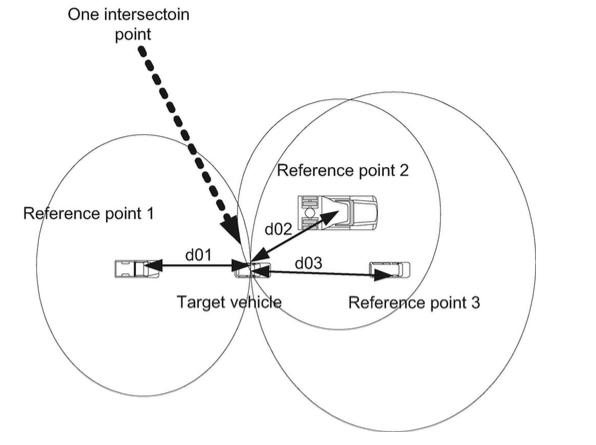 One intersectoin
point
Reference point 2
Reference point 1
d02
d01
d03
Target vehicle
Reference point 3